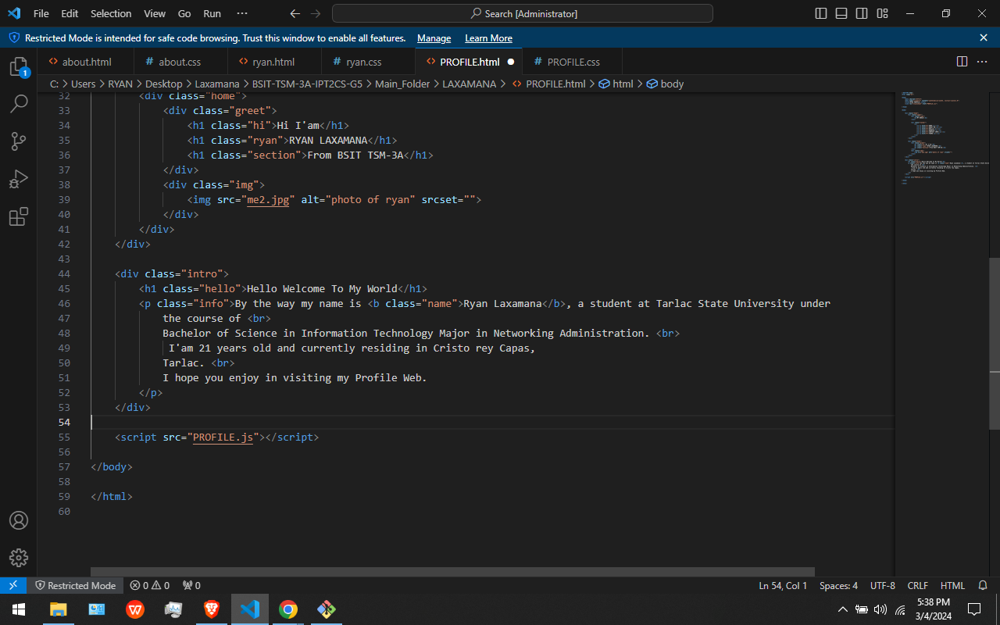 File Edit Selection View Go Run ··· Search [Administrator]
Restricted Mode is intended for safe code browsing. Trust this window to enable all features. Manage Learn More
about.html # about.css ryan.html # ryan.css PROFILE.html # PROFILE.css
1
C: > Users > RYAN > Desktop > Laxamana > BSIT-TSM-3A-IPT2CS-G5 > Main_Folder > LAXAMANA > PROFILE.html > html > body
32 <div class="home">
33 <div class="greet">
34 <h1 class="hi">Hi I'am</h1>
35 <h1 class="ryan">RYAN LAXAMANA</h1>
36 <h1 class="section">From BSIT TSM-3A</h1>
37 </div>
38 <div class="img">
39 <img src="me2.jpg" alt="photo of ryan" srcset="">
40 </div>
41 </div>
42 </div>
43
44 <div class="intro">
45 <h1 class="hello">Hello Welcome To My World</h1>
46 <p class="info">By the way my name is <b class="name">Ryan Laxamana</b>, a student at Tarlac State University under
47 the course of <br>
48 Bachelor of Science in Information Technology Major in Networking Administration. <br>
49 I'am 21 years old and currently residing in Cristo rey Capas,
50 Tarlac. <br>
51 I hope you enjoy in visiting my Profile Web.
52 </p>
53 </div>
54
55 <script src="PROFILE.js"></script>
56
57 </body>
58
59 </html>
60
Restricted Mode 0 0 0 Ln 54, Col 1 Spaces: 4 UTF-8 CRLF HTML
5:38 PM
3/4/2024